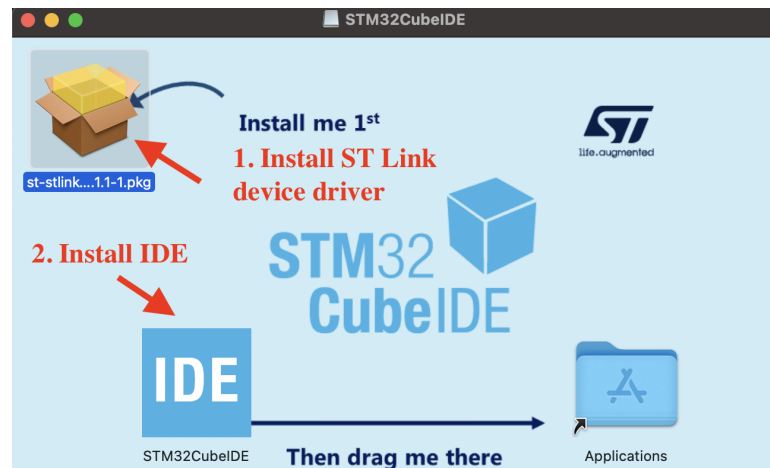 STM32CubeIDE
Install me 1st
1. Install ST Link
device driver
ST
life.augmented
st-stlink....1.1-1.pkg
2. Install IDE
STM32
CubeIDE
IDE
STM32CubeIDE
Then drag me there
Applications